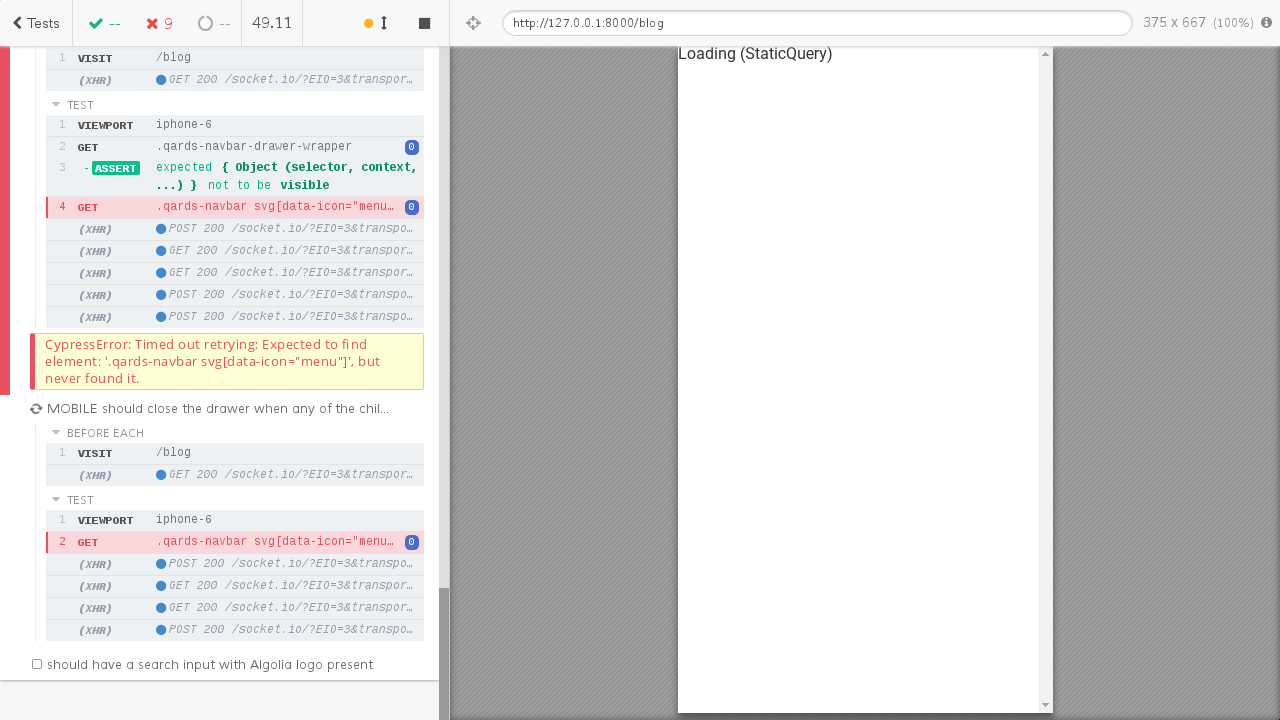 Tests
--
9
--
49.11
http://127.0.0.1:8000/blog
375 x 667 (100%)
1 VISIT /blog
(XHR) GET 200 /socket.io/?EIO=3&transpor…
TEST
1 VIEWPORT iphone-6
2 GET .qards-navbar-drawer-wrapper 0
3 -ASSERT expected { Object (selector, context,
...) } not to be visible
4 GET .qards-navbar svg[data-icon="menu… 0
(XHR) POST 200 /socket.io/?EIO=3&transpo…
(XHR) GET 200 /socket.io/?EIO=3&transpor…
(XHR) GET 200 /socket.io/?EIO=3&transpor…
(XHR) POST 200 /socket.io/?EIO=3&transpo…
(XHR) POST 200 /socket.io/?EIO=3&transpo…
CypressError: Timed out retrying: Expected to find
element: '.qards-navbar svg[data-icon="menu"]', but
never found it.
MOBILE should close the drawer when any of the chil...
BEFORE EACH
1 VISIT /blog
(XHR) GET 200 /socket.io/?EIO=3&transpor…
TEST
1 VIEWPORT iphone-6
2 GET .qards-navbar svg[data-icon="menu… 0
(XHR) POST 200 /socket.io/?EIO=3&transpo…
(XHR) GET 200 /socket.io/?EIO=3&transpor…
(XHR) GET 200 /socket.io/?EIO=3&transpor…
(XHR) POST 200 /socket.io/?EIO=3&transpo…
should have a search input with Algolia logo present
Loading (StaticQuery)